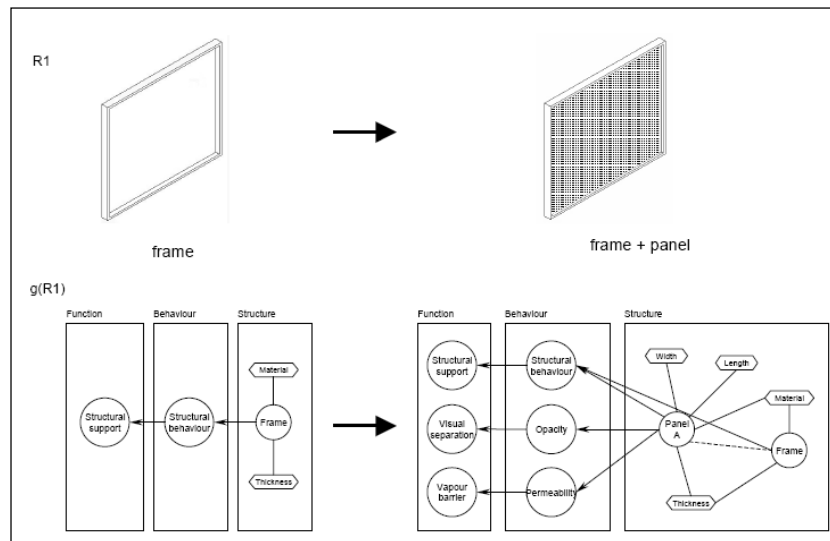 R1
frame
frame + panel
g(R1)
Function
Behaviour
Structure
Function
Behaviour
Structure
Structural
support
Structural
behaviour
Material
Frame
Thickness
Structural
support
Structural
behaviour
Visual
separation
Opacity
Vapour
barrier
Permeability
Width
Length
Material
Panel
A
Frame
Thickness